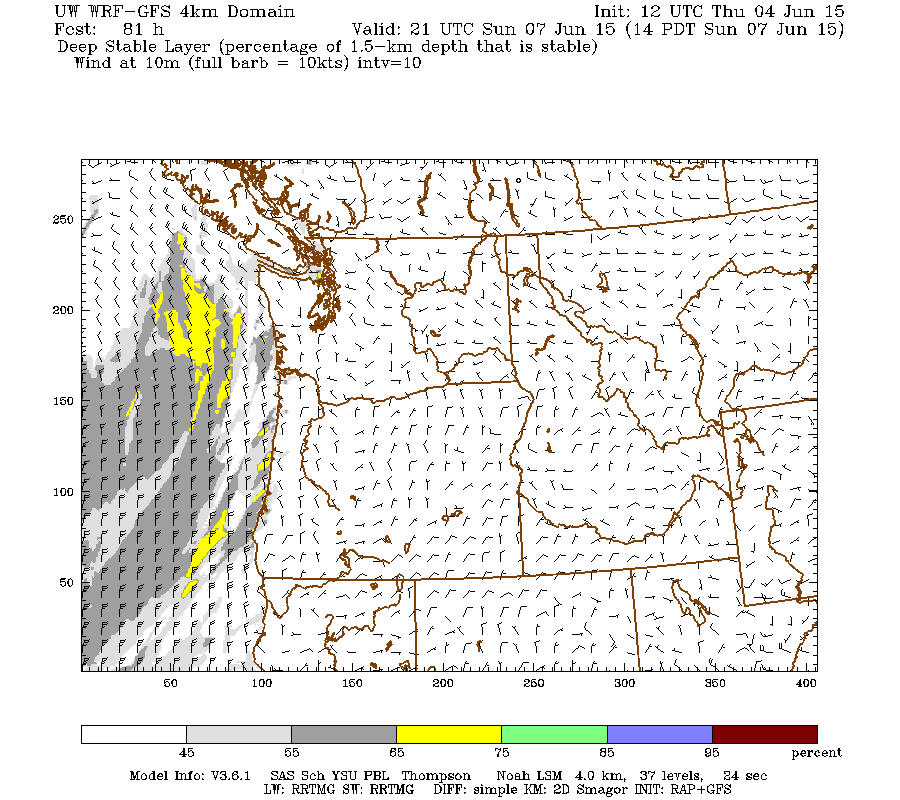 UW WRF-GFS 4km Domain Init: 12 UTC Thu 04 Jun 15
Fcst: 81 h Valid: 21 UTC Sun 07 Jun 15 (14 PDT Sun 07 Jun 15)
Deep Stable Layer (percentage of 1.5-km depth that is stable)
Wind at 10m (full barb = 10kts) intv=10
250
200
150
100
50
50 100 150 200 250 300 350 400
45 55 65 75 85 95 percent
Model Info: V3.6.1 SAS Sch YSU PBL Thompson Noah LSM 4.0 km, 37 levels, 24 sec
LW: RRTMG SW: RRTMG DIFF: simple KM: 2D Smagor INIT: RAP+GFS